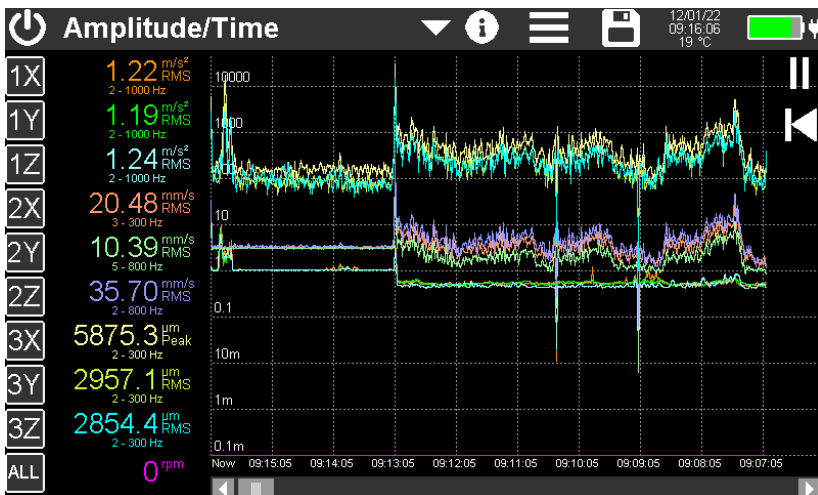 Amplitude/Time
i
12/01/22
09:16:06
19 °C
1X 1.22 m/s² RMS
2 - 1000 Hz
1Y 1.19 m/s² RMS
2 - 1000 Hz
1Z 1.24 m/s² RMS
2 - 1000 Hz
2X 20.48 mm/s RMS
3 - 300 Hz
2Y 10.39 mm/s RMS
5 - 800 Hz
2Z 35.70 mm/s RMS
2 - 800 Hz
3X 5875.3 µm Peak
2 - 300 Hz
3Y 2957.1 µm RMS
2 - 300 Hz
3Z 2854.4 µm RMS
2 - 300 Hz
ALL 0 rpm
10000
1000
100
10
0.1
10m
1m
0.1m
Now 09:15:05 09:14:05 09:13:05 09:12:05 09:11:05 09:10:05 09:09:05 09:08:05 09:07:05